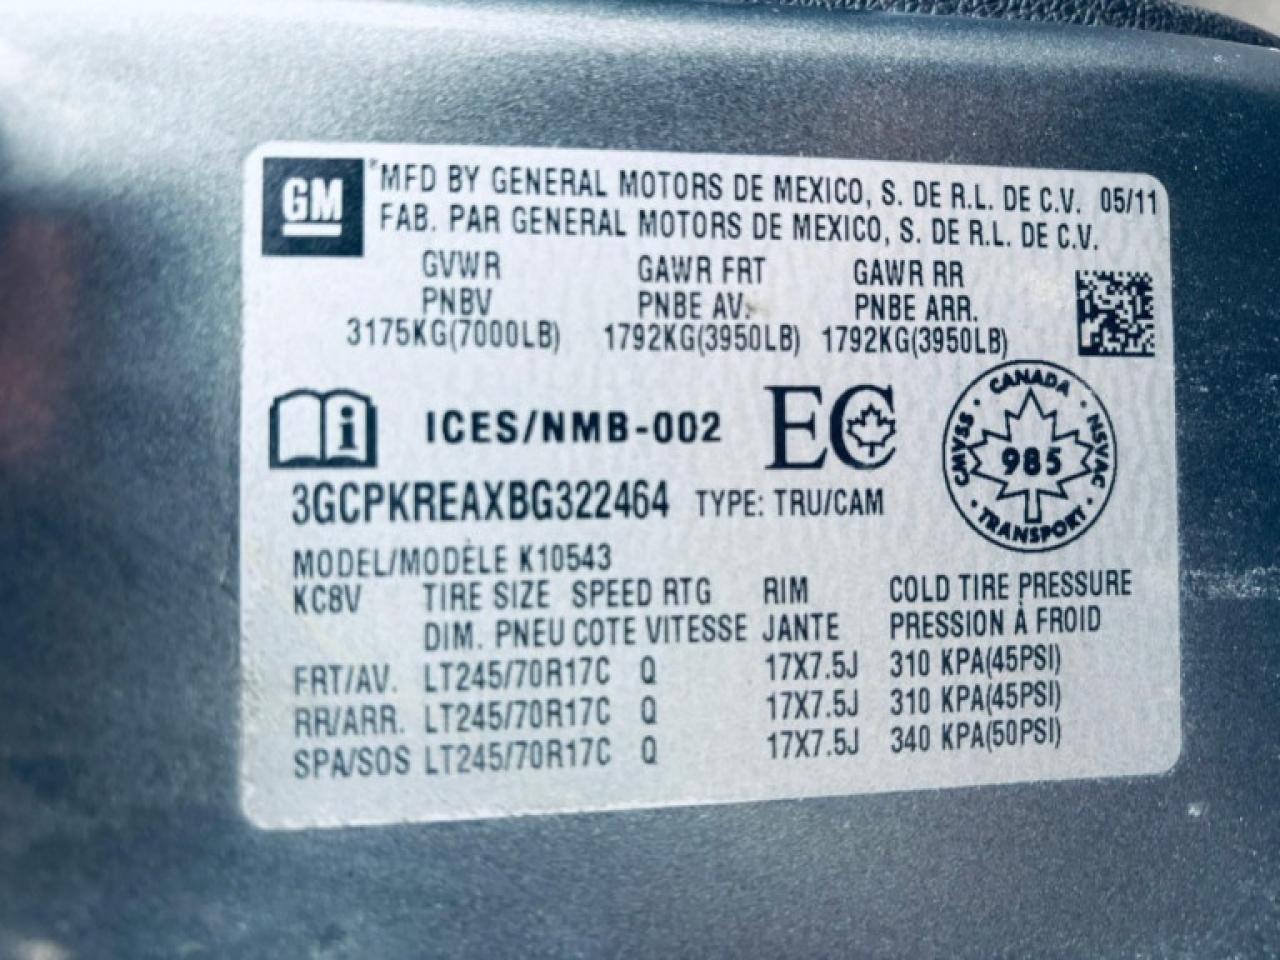 GM
*MFD BY GENERAL MOTORS DE MEXICO, S. DE R.L. DE C.V. 05/11
FAB. PAR GENERAL MOTORS DE MEXICO, S. DE R.L. DE C.V.
GVWR GAWR FRT GAWR RR
PNBV PNBE AV. PNBE ARR.
3175KG(7000LB) 1792KG(3950LB) 1792KG(3950LB)
i ICES/NMB-002 EC
CANADA · NSVAC · TRANSPORT · CMVSS ·
985
3GCPKREAXBG322464 TYPE: TRU/CAM
MODEL/MODÈLE K10543
KC8V TIRE SIZE SPEED RTG RIM COLD TIRE PRESSURE
DIM. PNEU COTE VITESSE JANTE PRESSION À FROID
FRT/AV. LT245/70R17C Q 17X7.5J 310 KPA(45PSI)
RR/ARR. LT245/70R17C Q 17X7.5J 310 KPA(45PSI)
SPA/SOS LT245/70R17C Q 17X7.5J 340 KPA(50PSI)